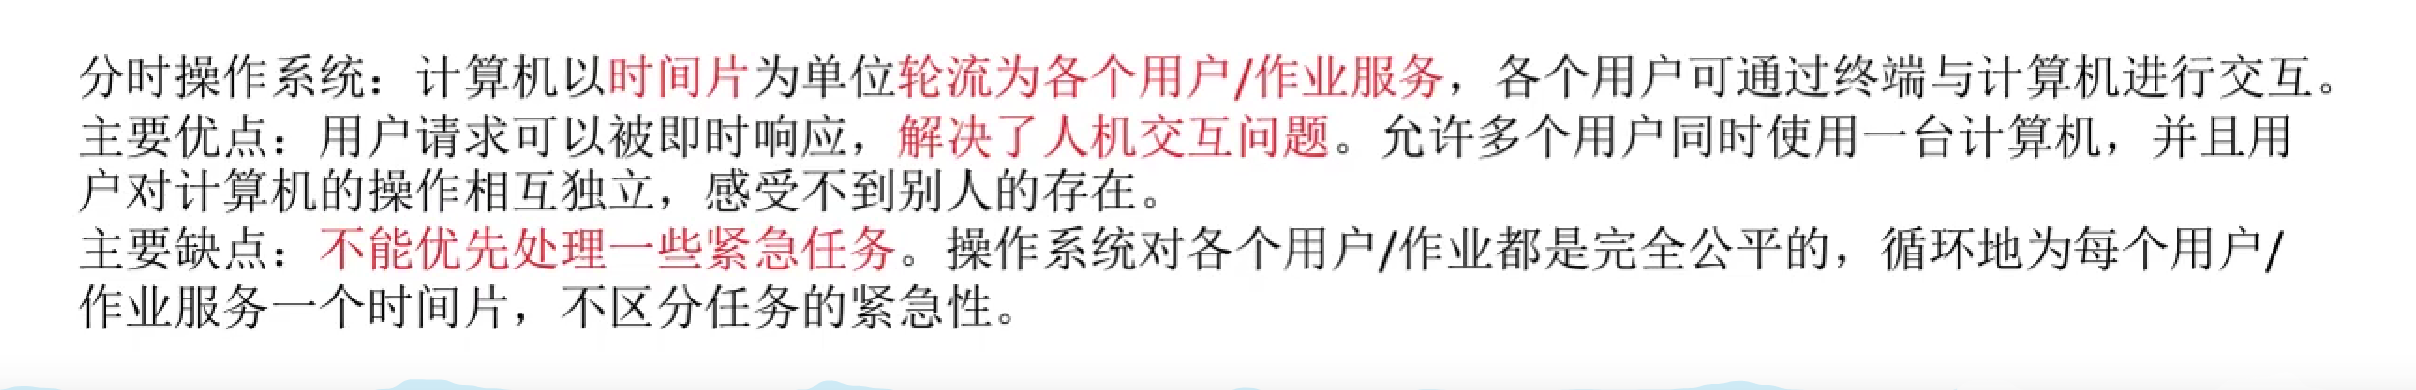 分时操作系统：计算机以时间片为单位轮流为各个用户/作业服务，各个用户可通过终端与计算机进行交互。
主要优点：用户请求可以被即时响应，解决了人机交互问题。允许多个用户同时使用一台计算机，并且用
户对计算机的操作相互独立，感受不到别人的存在。
主要缺点：不能优先处理一些紧急任务。操作系统对各个用户/作业都是完全公平的，循环地为每个用户/
作业服务一个时间片，不区分任务的紧急性。